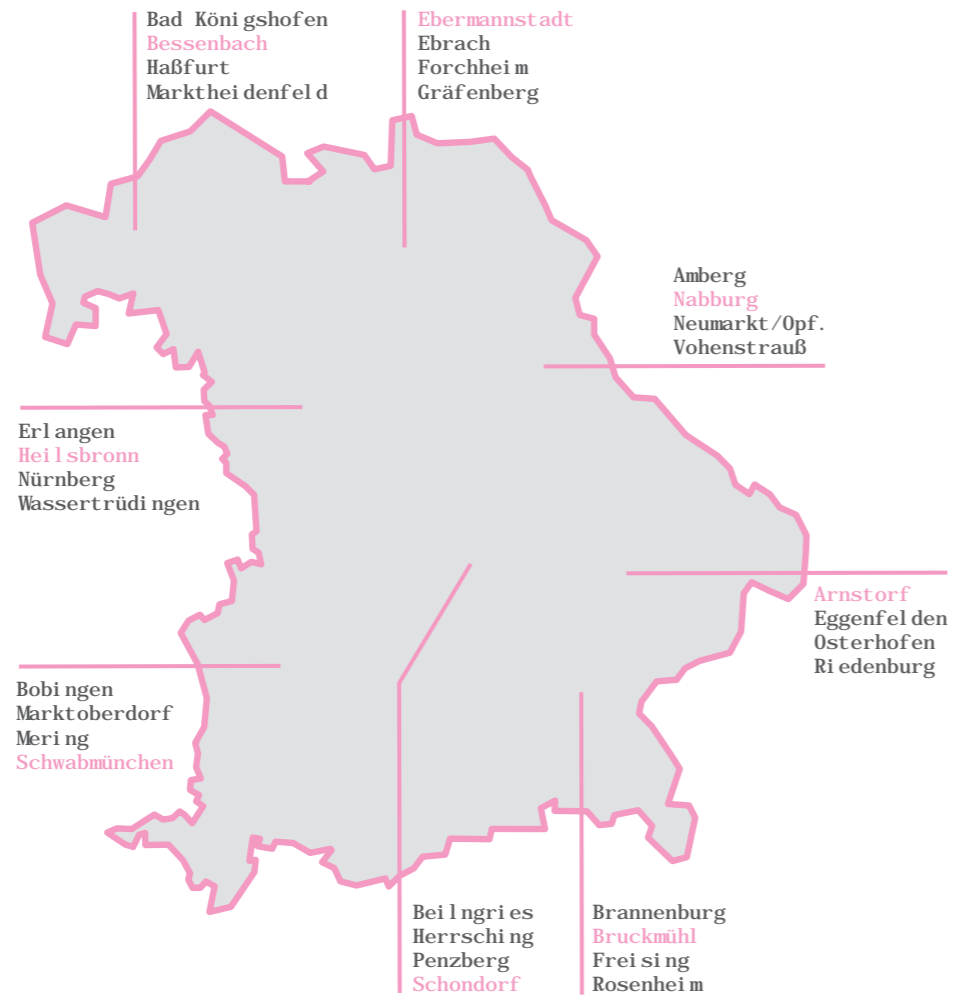 Bad Königshofen
Bessenbach
Haßfurt
Marktheidenfeld
Ebermannstadt
Ebrach
Forchheim
Gräfenberg
Amberg
Nabburg
Neumarkt/Opf.
Vohenstrauß
Erlangen
Heilsbronn
Nürnberg
Wassertrüdingen
Arnstorf
Eggenfelden
Osterhofen
Riedenburg
Bobingen
Marktoberdorf
Mering
Schwabmünchen
Beilngries
Herrsching
Penzberg
Schondorf
Brannenburg
Bruckmühl
Freising
Rosenheim